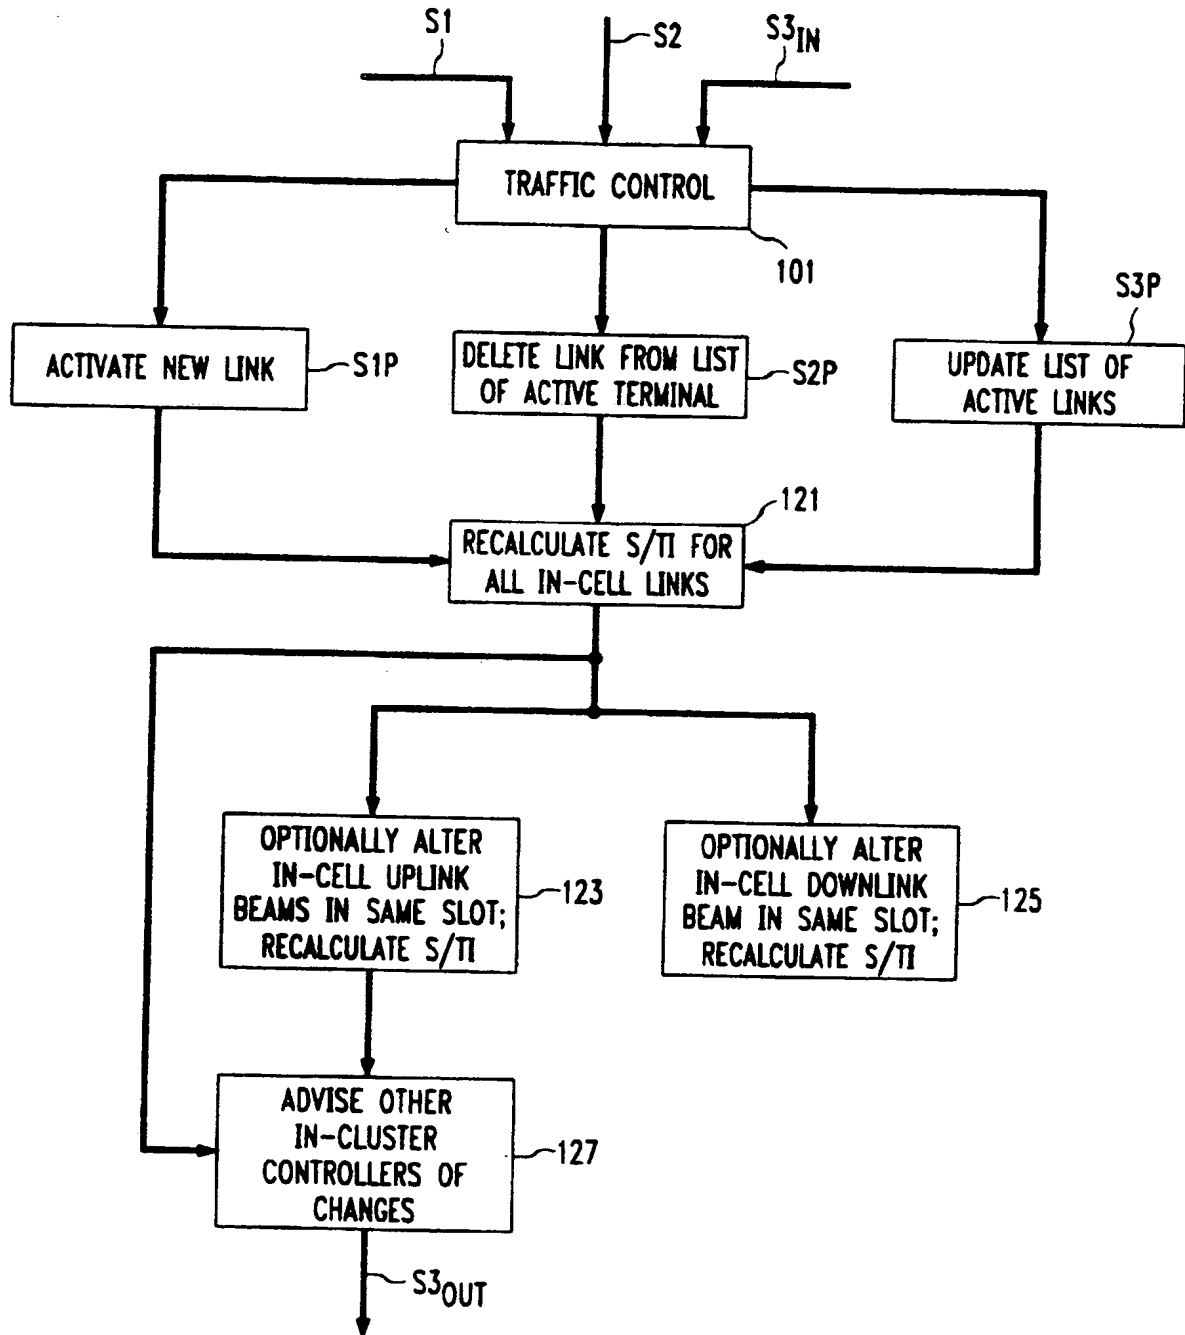 S1
S2
S3IN
TRAFFIC CONTROL
101
S3P
ACTIVATE NEW LINK
S1P
DELETE LINK FROM LIST
OF ACTIVE TERMINAL
S2P
UPDATE LIST OF
ACTIVE LINKS
121
RECALCULATE S/TI FOR
ALL IN-CELL LINKS
OPTIONALLY ALTER
IN-CELL UPLINK
BEAMS IN SAME SLOT;
RECALCULATE S/TI
123
OPTIONALLY ALTER
IN-CELL DOWNLINK
BEAM IN SAME SLOT;
RECALCULATE S/TI
125
ADVISE OTHER
IN-CLUSTER
CONTROLLERS OF
CHANGES
127
S3OUT